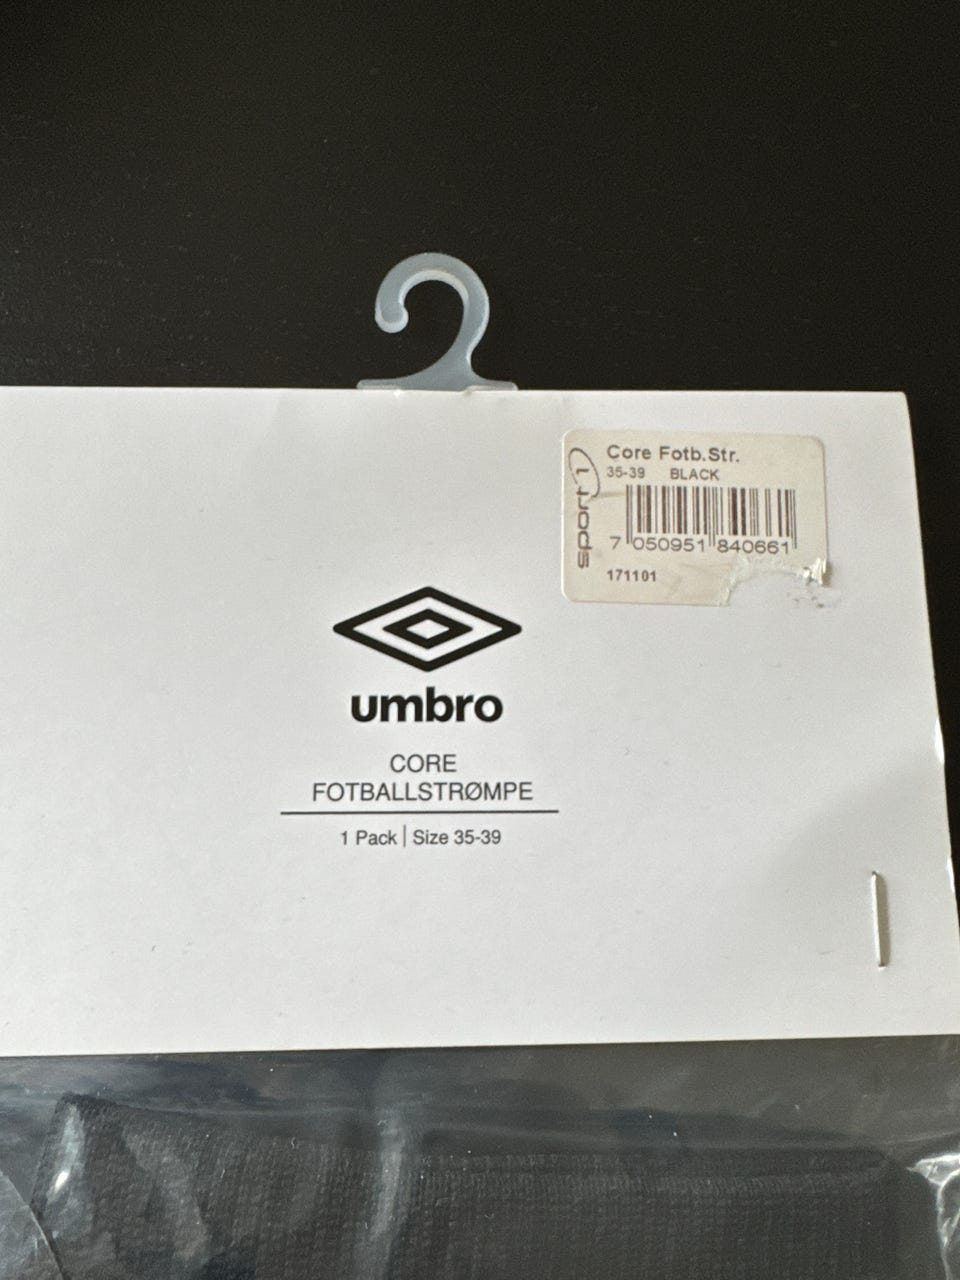 Core Fotb.Str.
35-39 BLACK
sport 1
7 050951 840661
171101
umbro
CORE
FOTBALLSTRØMPE
1 Pack | Size 35-39